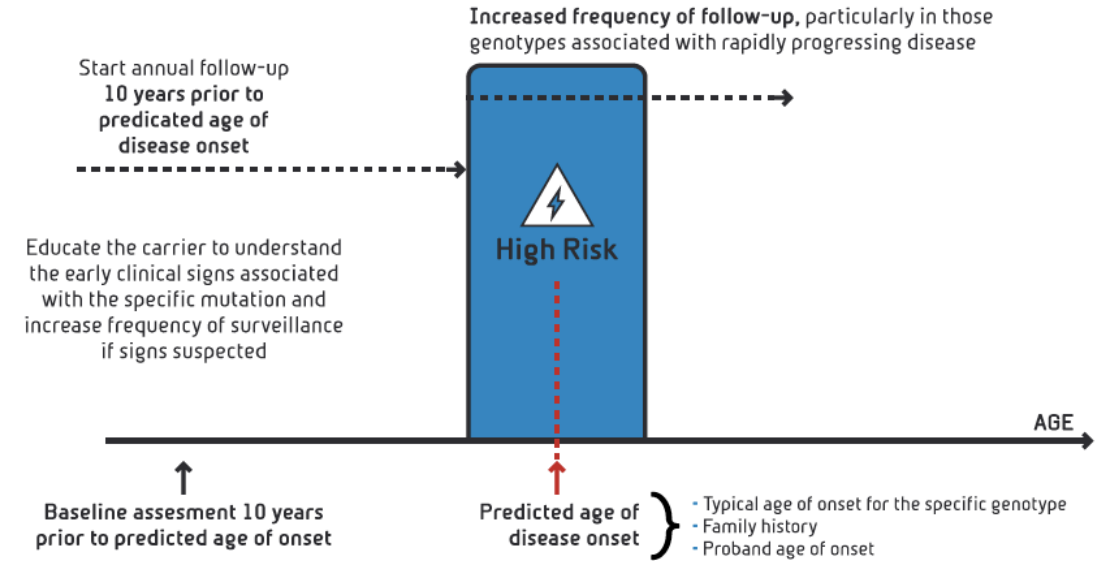 Increased frequency of follow-up, particularly in those
genotypes associated with rapidly progressing disease
Start annual follow-up
10 years prior to
predicated age of
disease onset
High Risk
Educate the carrier to understand
the early clinical signs associated
with the specific mutation and
increase frequency of surveillance
if signs suspected
AGE
Baseline assesment 10 years
prior to predicted age of onset
Predicted age of
disease onset
- Typical age of onset for the specific genotype
- Family history
- Proband age of onset